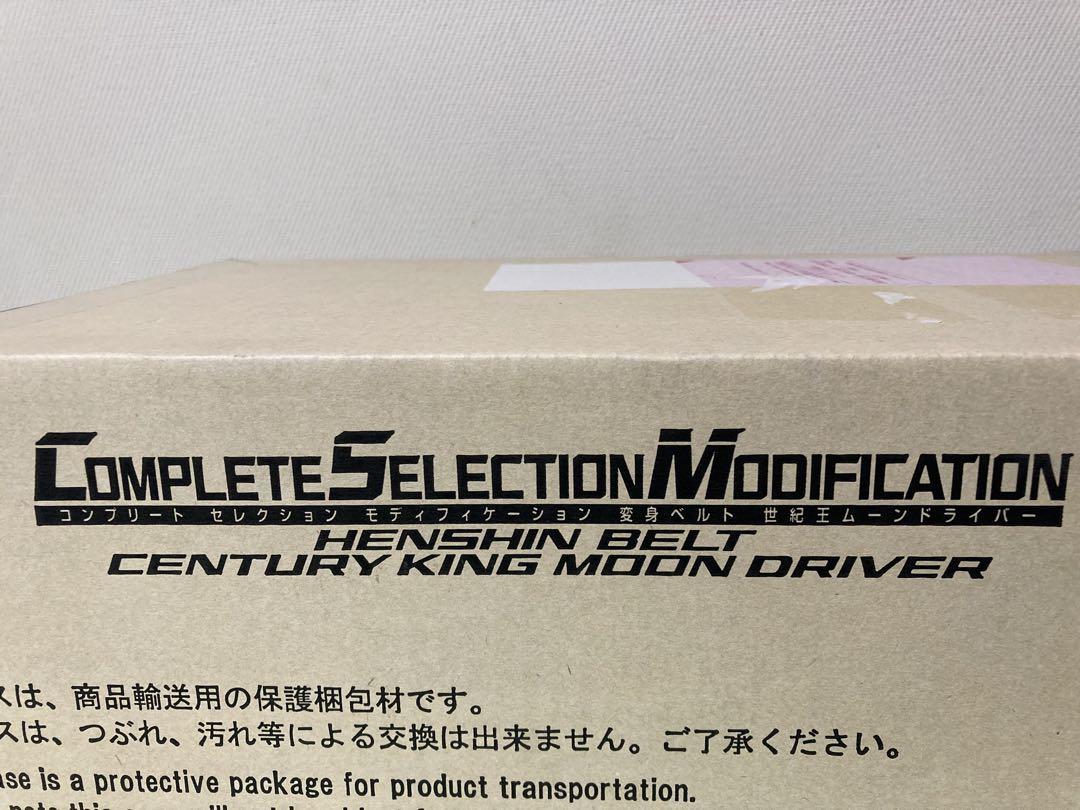 COMPLETE SELECTION MODIFICATION
コンプリート セレクション モディフィケーション 変身ベルト 世紀王ムーンドライバー
HENSHIN BELT
CENTURY KING MOON DRIVER
スは、商品輸送用の保護梱包材です。
スは、つぶれ、汚れ等による交換は出来ません。ご了承ください。
ase is a protective package for product transportation.